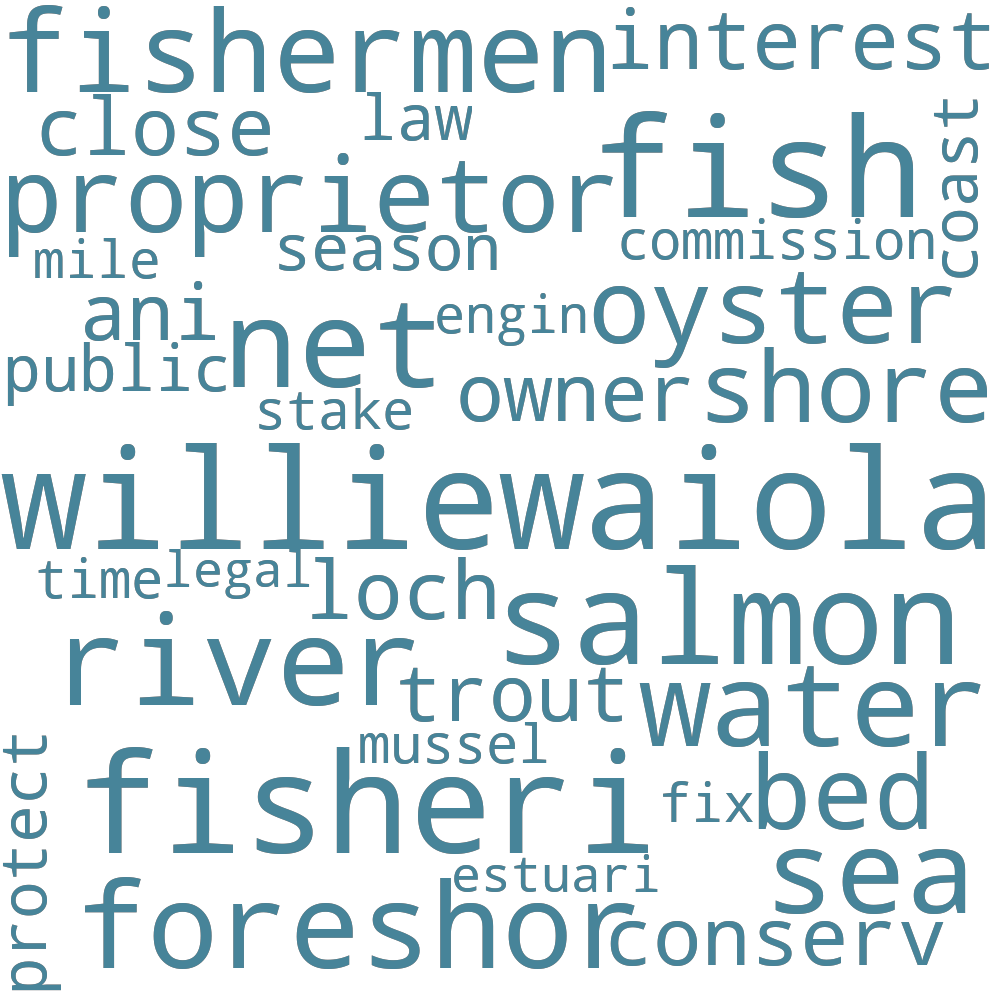 fishermen
interest
close
law
fish
coast
proprietor
season
commission
mile
ani
net
engin
oyster
public
stake
owner
shore
williewaiola
time
legal
loch
salmon
river
trout
water
mussel
protect
fisheri
fix
bed
estuari
sea
foreshor
conserv